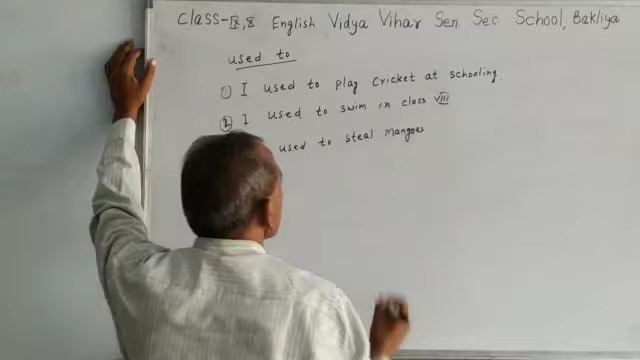 Class-IX,8 English Vidya Vihar Sen. Sec School, Bakliya
used to
① I used to play Cricket at schooling.
② I used to swim in class VIII
used to steal mangoes